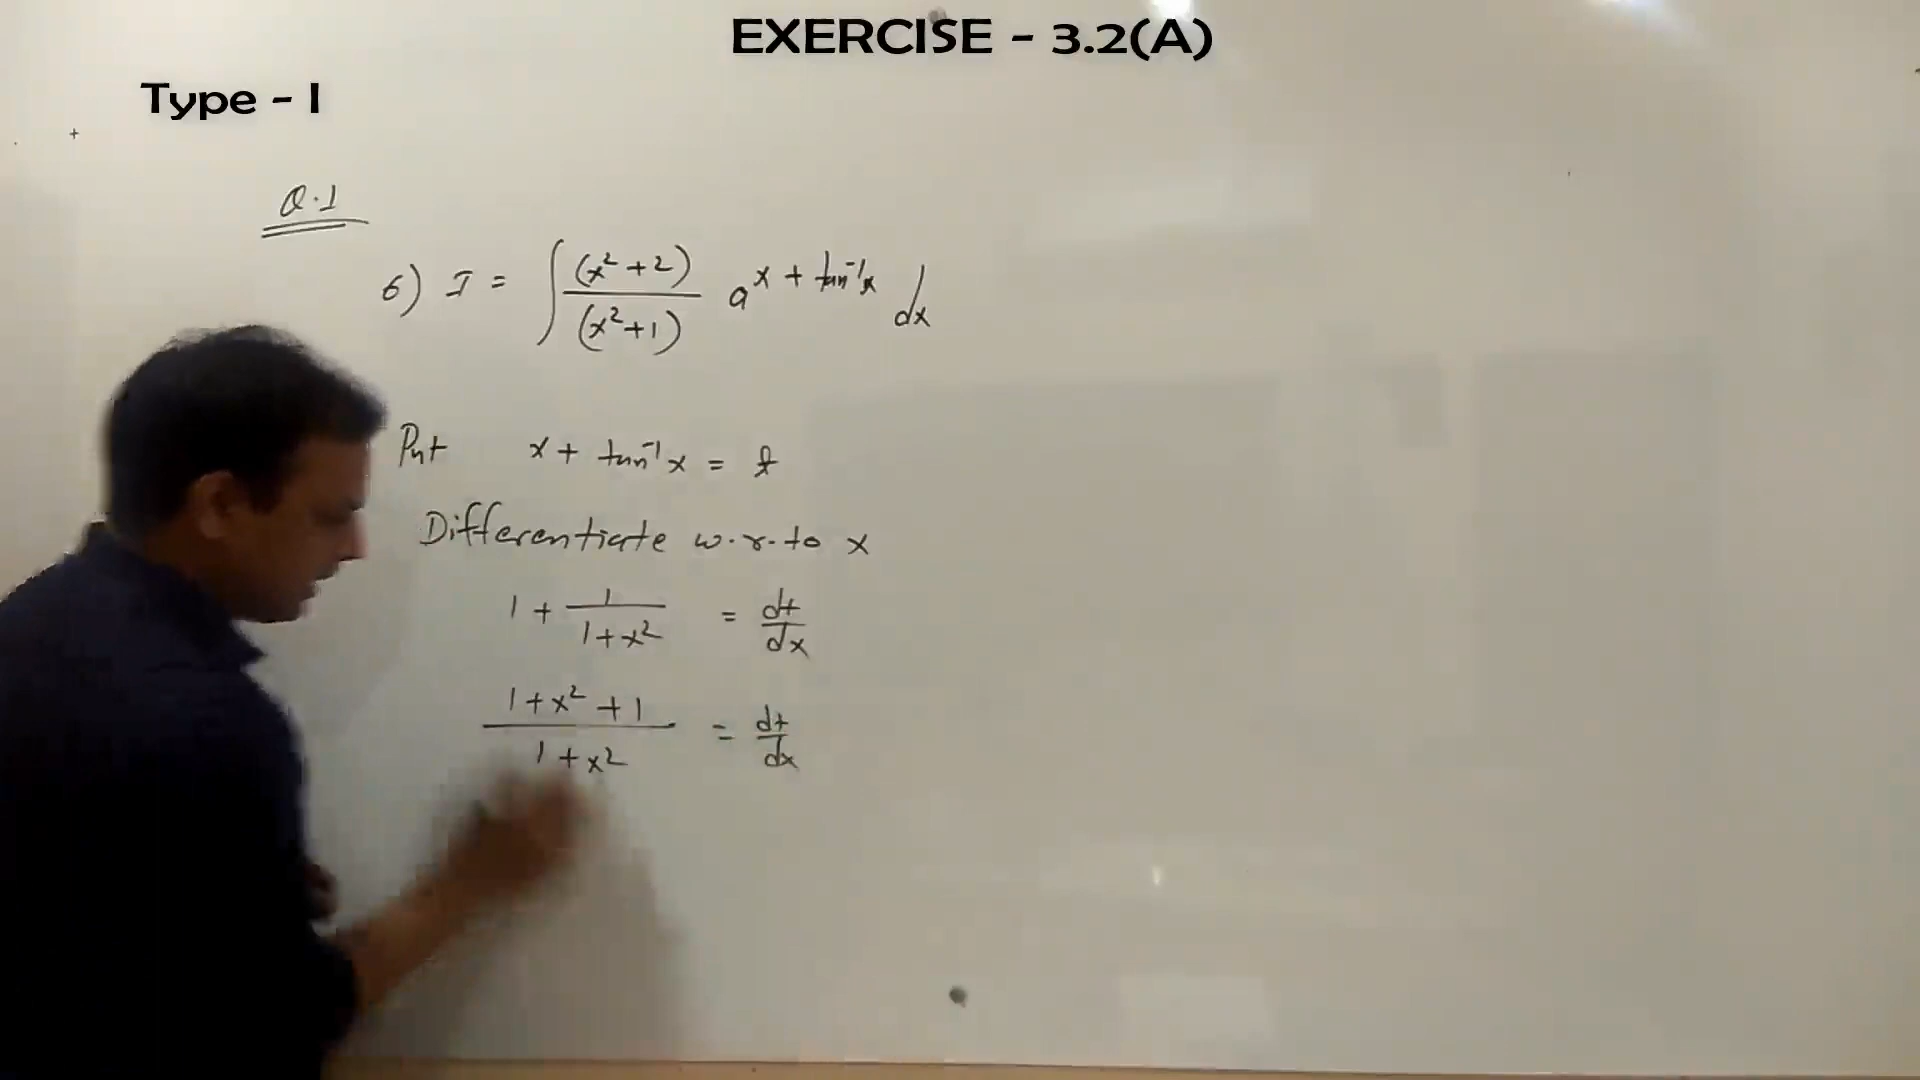 EXERCISE - 3.2(A)
Type - I
Q.1
6) I = ∫ (x² + 2) / (x² + 1) a^(x + tan⁻¹x) dx
Put x + tan⁻¹x = t
Differentiate w.r.to x
1 + 1/(1+x²) = dt/dx
(1+x²+1)/(1+x²) = dt/dx